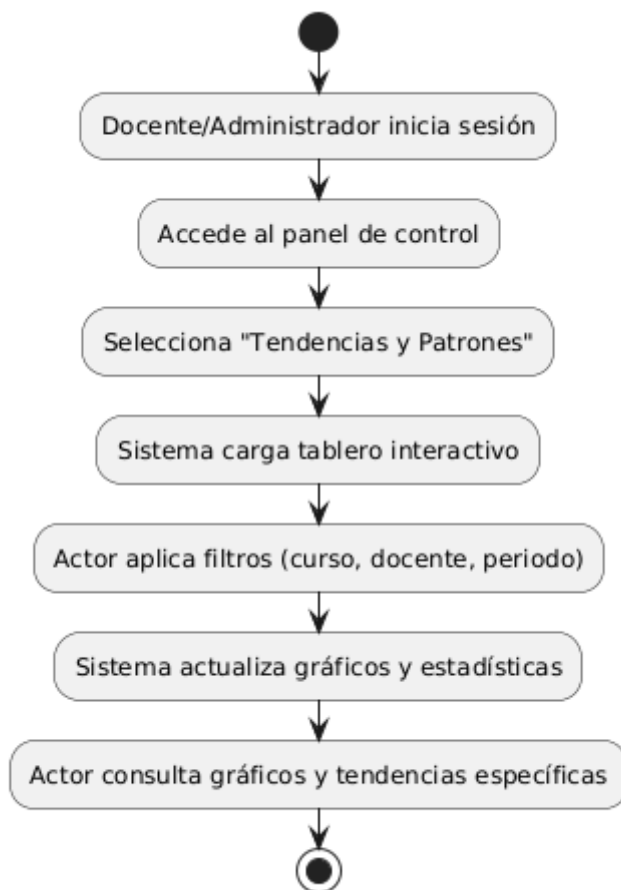 Docente/Administrador inicia sesión
Accede al panel de control
Selecciona "Tendencias y Patrones"
Sistema carga tablero interactivo
Actor aplica filtros (curso, docente, periodo)
Sistema actualiza gráficos y estadísticas
Actor consulta gráficos y tendencias específicas